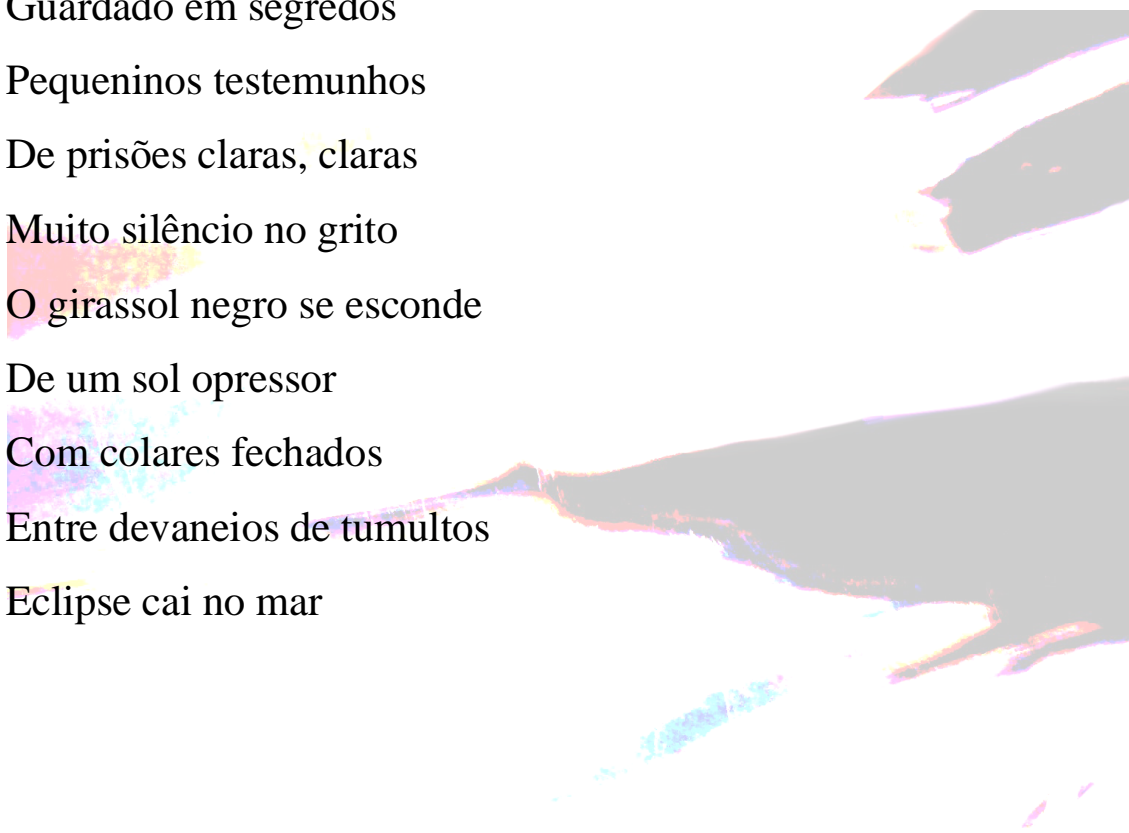 Guardado em segredos
Pequeninos testemunhos
De prisões claras, claras
Muito silêncio no grito
O girassol negro se esconde
De um sol opressor
Com colares fechados
Entre devaneios de tumultos
Eclipse cai no mar